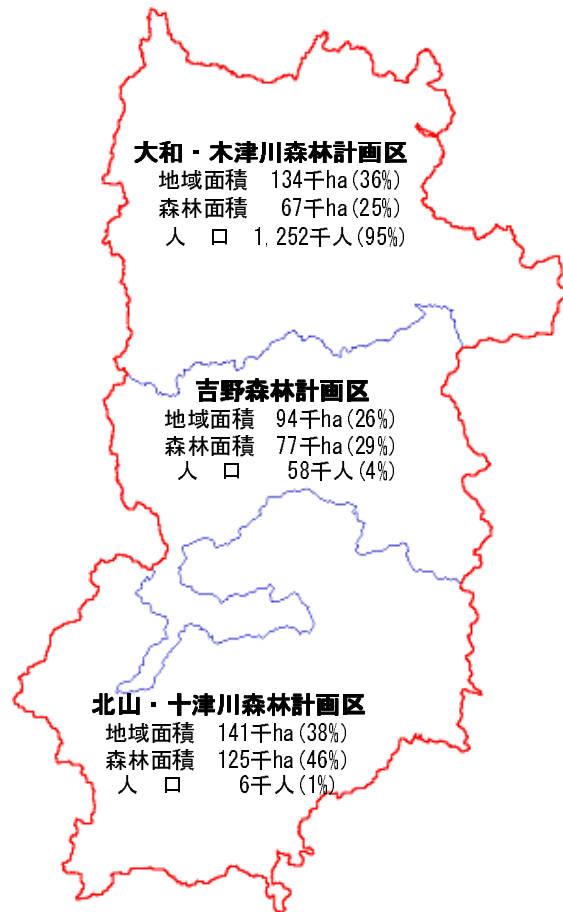 大和・木津川森林計画区
地域面積 134千ha(36%)
森林面積 67千ha(25%)
人 口 1,252千人(95%)
吉野森林計画区
地域面積 94千ha(26%)
森林面積 77千ha(29%)
人 口 58千人(4%)
北山・十津川森林計画区
地域面積 141千ha(38%)
森林面積 125千ha(46%)
人 口 6千人(1%)